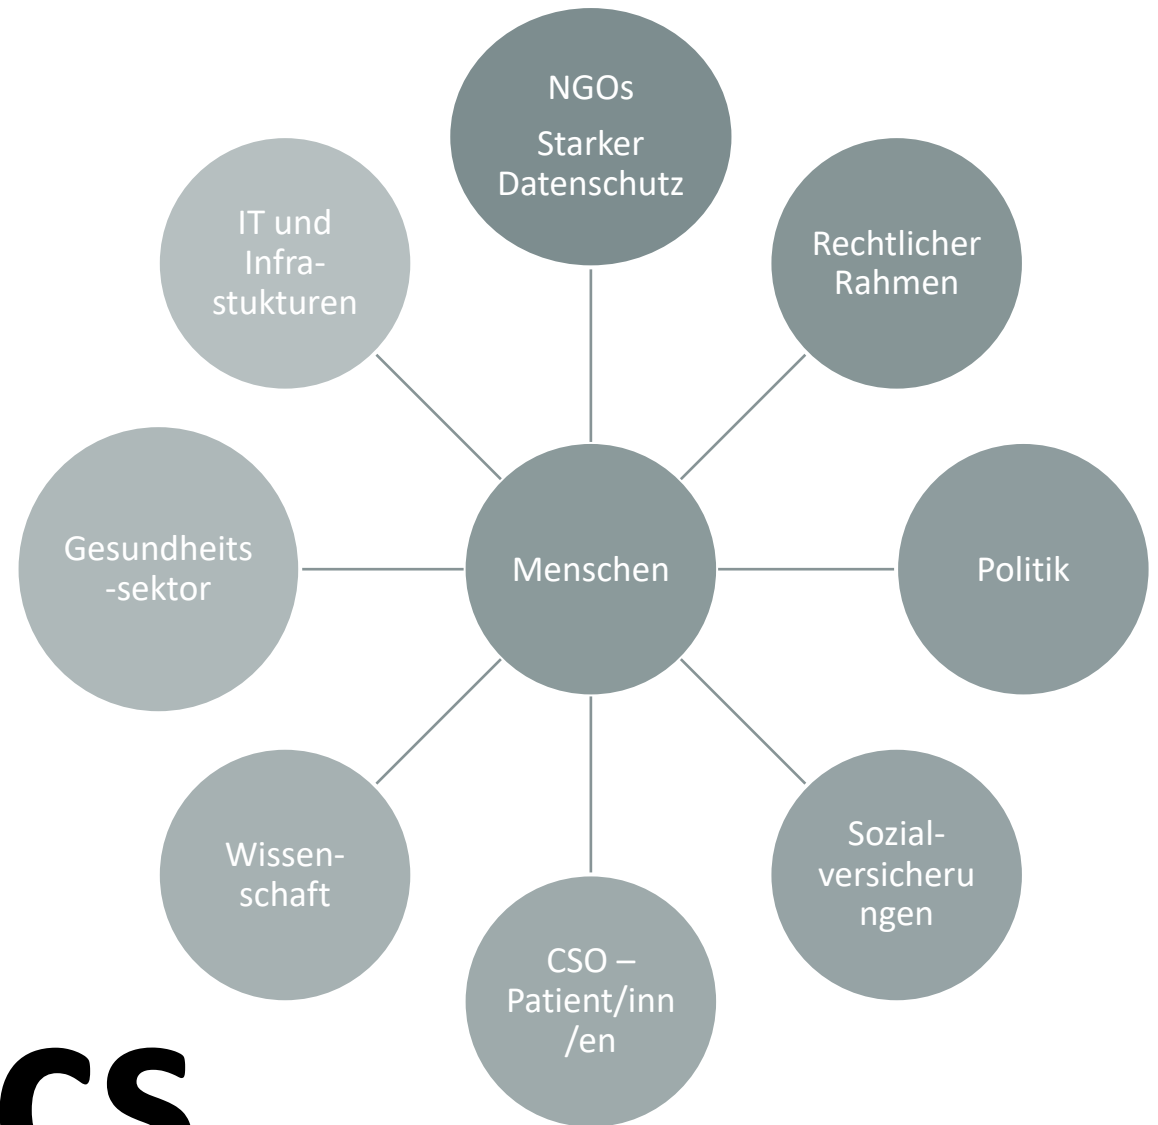 NGOs
Starker
Datenschutz
Rechtlicher
Rahmen
Politik
Sozial-
versicheru
ngen
CSO –
Patient/inn
/en
Wissen-
schaft
Gesundheits
-sektor
IT und
Infra-
stukturen
Menschen
cs